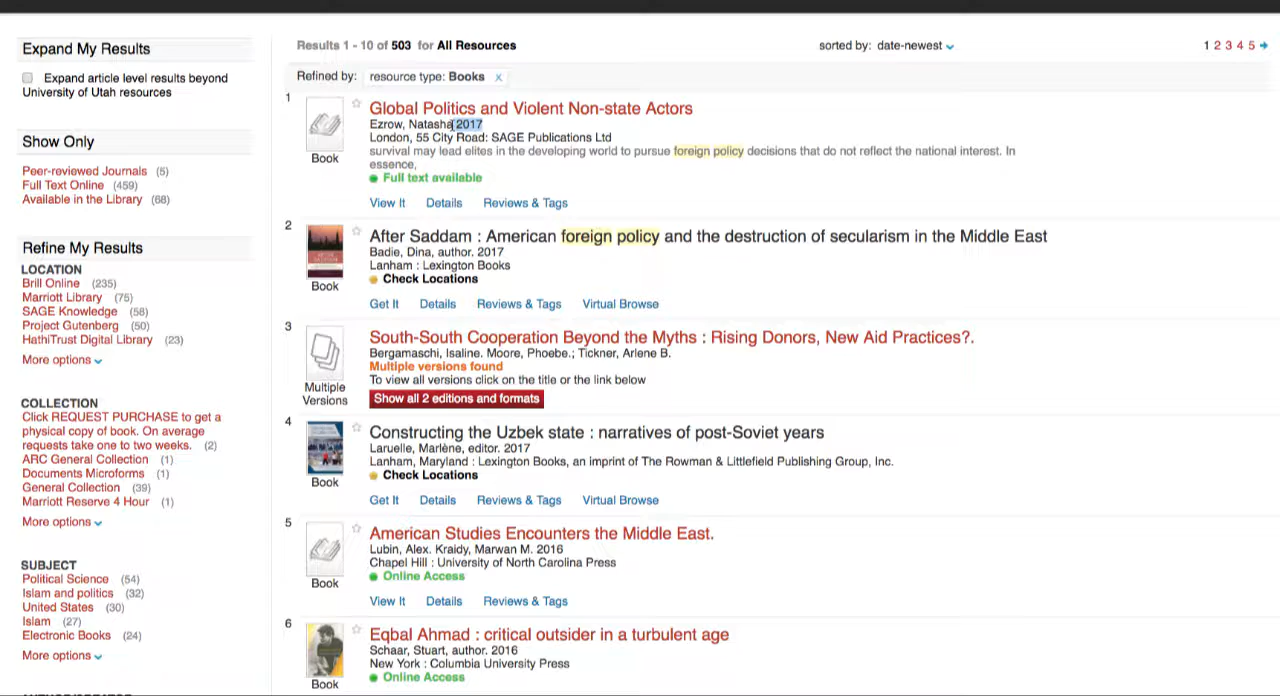 Expand My Results
Expand article level results beyond
University of Utah resources
Show Only
Peer-reviewed Journals (5)
Full Text Online (459)
Available in the Library (68)
Refine My Results
LOCATION
Brill Online (235)
Marriott Library (75)
SAGE Knowledge (58)
Project Gutenberg (50)
HathiTrust Digital Library (23)
More options
COLLECTION
Click REQUEST PURCHASE to get a
physical copy of book. On average
requests take one to two weeks. (2)
ARC General Collection (1)
Documents Microforms (1)
General Collection (39)
Marriott Reserve 4 Hour (1)
More options
SUBJECT
Political Science (54)
Islam and politics (32)
United States (30)
Islam (27)
Electronic Books (24)
More options
Results 1 - 10 of 503 for All Resources
sorted by: date-newest
1 2 3 4 5
Refined by: resource type: Books x
1
Book
Global Politics and Violent Non-state Actors
Ezrow, Natasha 2017
London, 55 City Road: SAGE Publications Ltd
survival may lead elites in the developing world to pursue foreign policy decisions that do not reflect the national interest. In
essence,
Full text available
View It Details Reviews & Tags
2
Book
After Saddam : American foreign policy and the destruction of secularism in the Middle East
Badie, Dina, author. 2017
Lanham : Lexington Books
Check Locations
Get It Details Reviews & Tags Virtual Browse
3
Multiple
Versions
South-South Cooperation Beyond the Myths : Rising Donors, New Aid Practices?.
Bergamaschi, Isaline. Moore, Phoebe.; Tickner, Arlene B.
Multiple versions found
To view all versions click on the title or the link below
Show all 2 editions and formats
4
Book
Constructing the Uzbek state : narratives of post-Soviet years
Laruelle, Marlène, editor. 2017
Lanham, Maryland : Lexington Books, an imprint of The Rowman & Littlefield Publishing Group, Inc.
Check Locations
Get It Details Reviews & Tags Virtual Browse
5
Book
American Studies Encounters the Middle East.
Lubin, Alex. Kraidy, Marwan M. 2016
Chapel Hill : University of North Carolina Press
Online Access
View It Details Reviews & Tags
6
Book
Eqbal Ahmad : critical outsider in a turbulent age
Schaar, Stuart, author. 2016
New York : Columbia University Press
Online Access